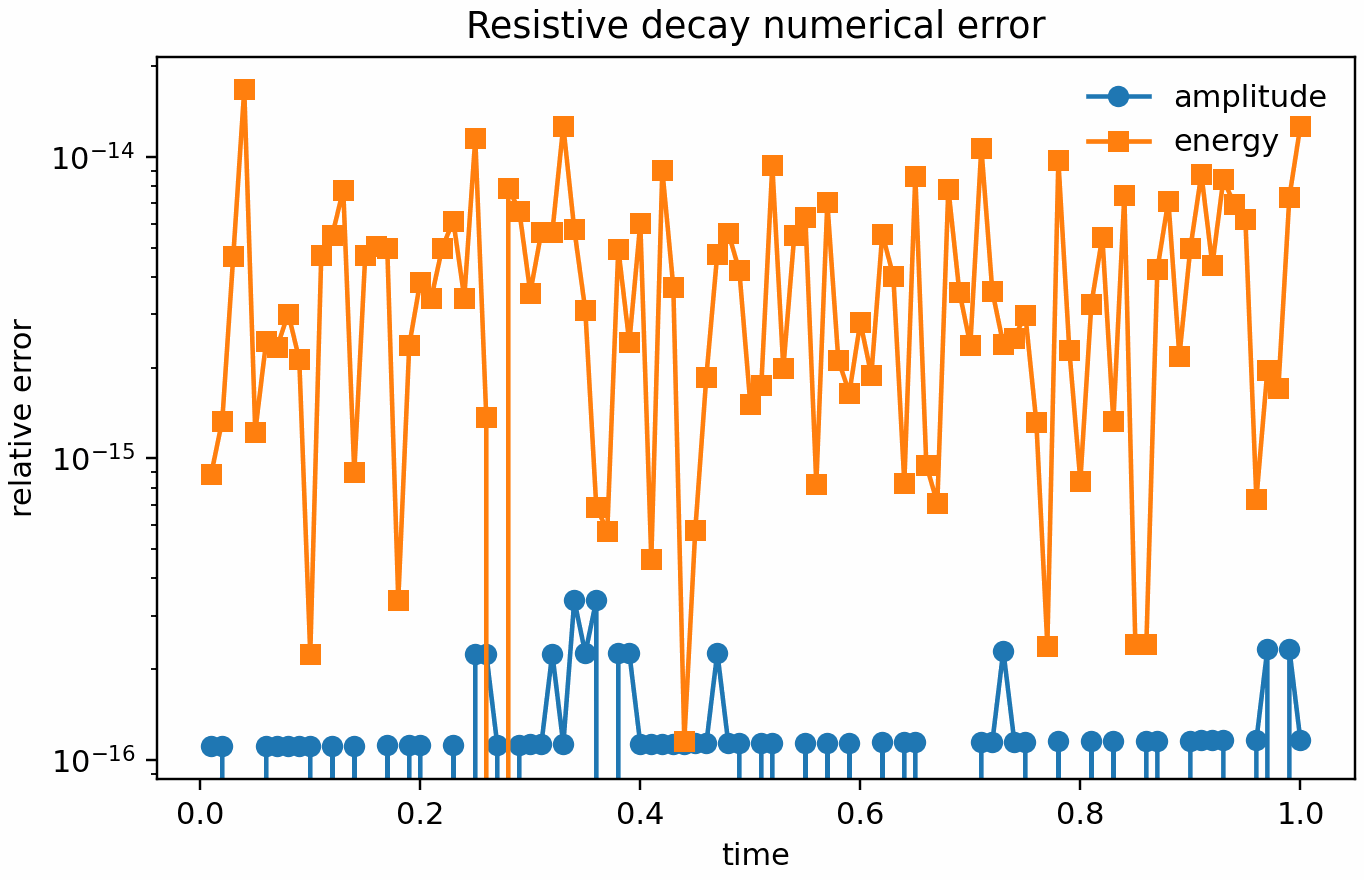 Resistive decay numerical error
amplitude
energy
relative error
10⁻¹⁴
10⁻¹⁵
10⁻¹⁶
0.0 0.2 0.4 0.6 0.8 1.0
time